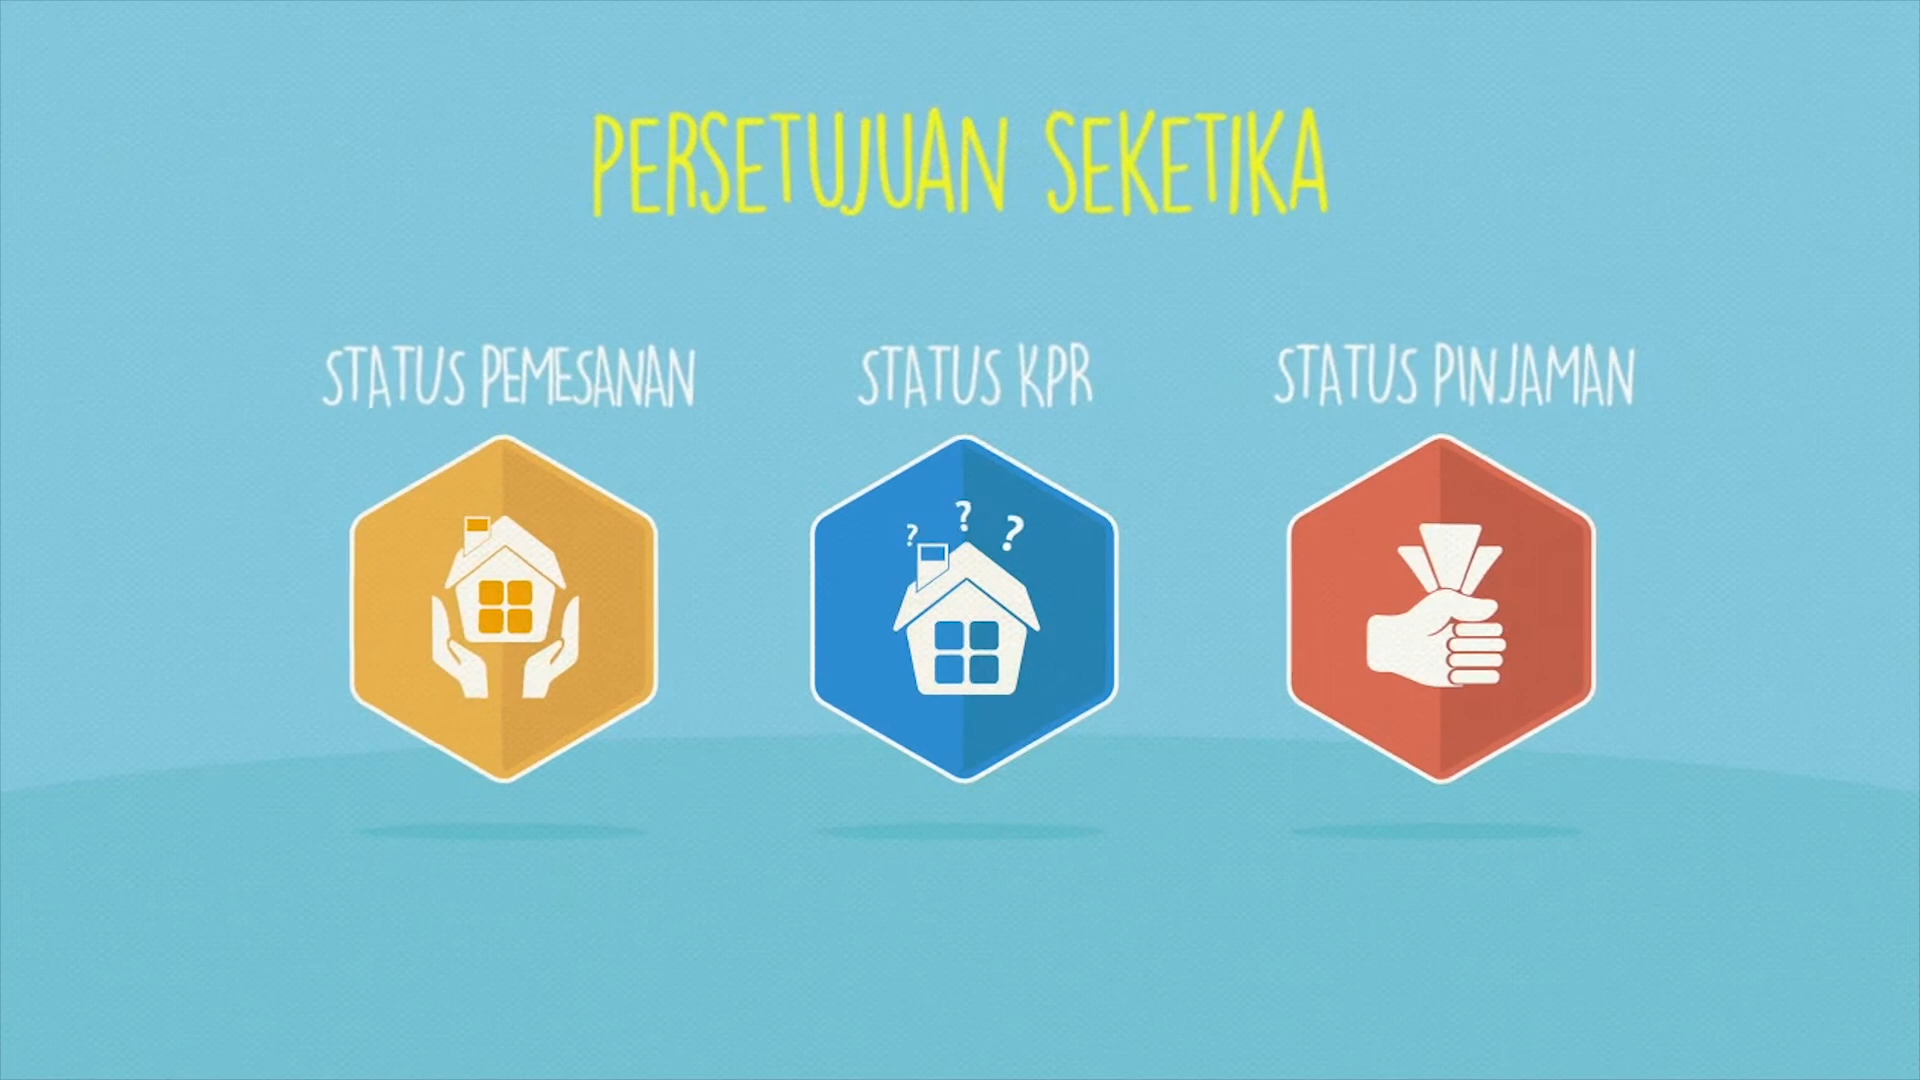 PERSETUJUAN SEKETIKA
STATUS PEMESANAN
STATUS KPR
STATUS PINJAMAN
? ? ?